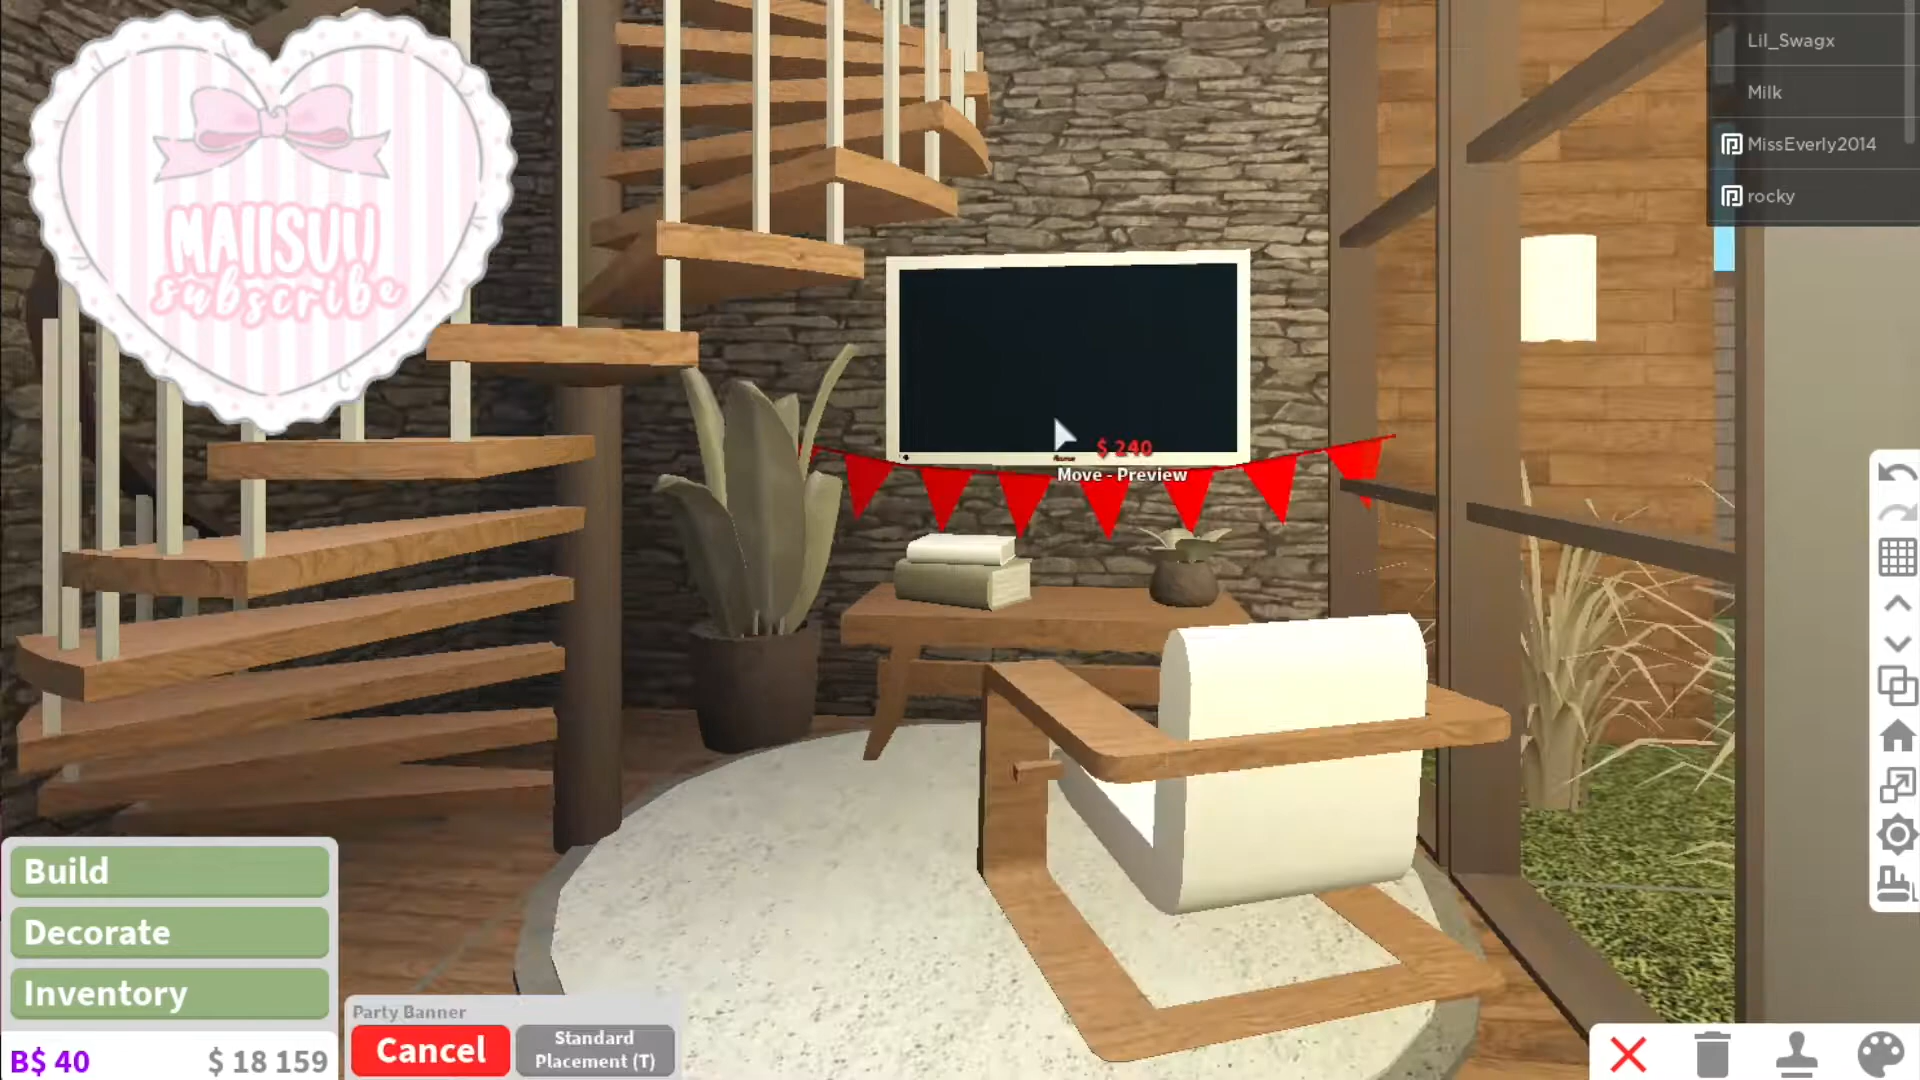 MAIISUU
subscribe
Lil_Swagx
Milk
MissEverly2014
rocky
$ 240
Move - Preview
Build
Decorate
Inventory
B$ 40
$ 18 159
Party Banner
Cancel
Standard
Placement (T)